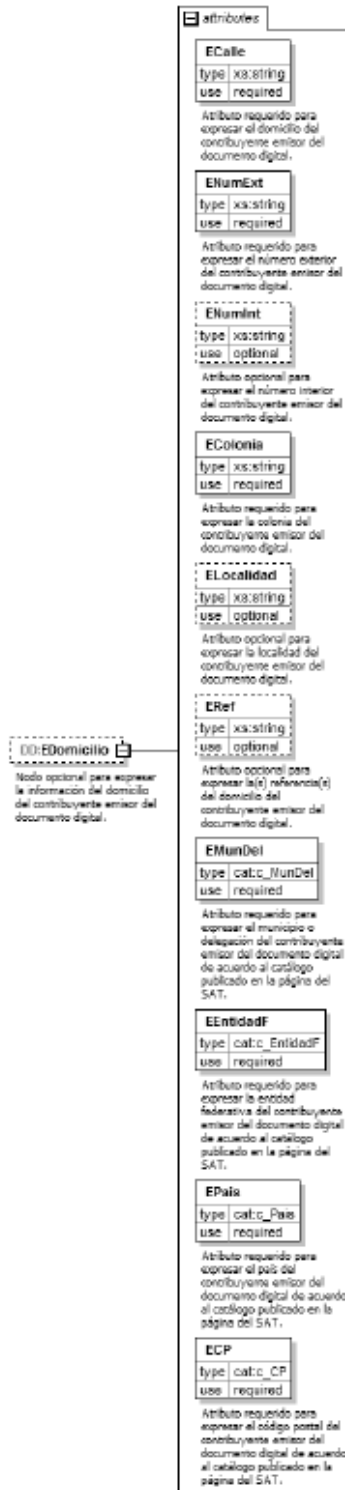 attributes
ECalle
type xs:string
use required
Atributo requerido para
expresar el domicilio del
contribuyente emisor del
documento digital.
ENumExt
type xs:string
use required
Atributo requerido para
expresar el número exterior
del contribuyente emisor del
documento digital.
ENumInt
type xs:string
use optional
Atributo opcional para
expresar el número interior
del contribuyente emisor del
documento digital.
EColonia
type xs:string
use required
Atributo requerido para
expresar la colonia del
contribuyente emisor del
documento digital.
ELocalidad
type xs:string
use optional
Atributo opcional para
expresar la localidad del
contribuyente emisor del
documento digital.
DD:EDomicilio
Nodo opcional para expresar
la información del domicilio
del contribuyente emisor del
documento digital.
ERef
type xs:string
use optional
Atributo opcional para
expresar la(s) referencia(s)
del domicilio del
contribuyente emisor del
documento digital.
EMunDel
type cat:c_MunDel
use required
Atributo requerido para
expresar el municipio o
delegación del contribuyente
emisor del documento digital
de acuerdo al catálogo
publicado en la página del
SAT.
EEntidadF
type cat:c_EntidadF
use required
Atributo requerido para
expresar la entidad
federativa del contribuyente
emisor del documento digital
de acuerdo al catálogo
publicado en la página del
SAT.
EPais
type cat:c_Pais
use required
Atributo requerido para
expresar el país del
contribuyente emisor del
documento digital de acuerdo
al catálogo publicado en la
página del SAT.
ECP
type cat:c_CP
use required
Atributo requerido para
expresar el código postal del
contribuyente emisor del
documento digital de acuerdo
al catálogo publicado en la
página del SAT.